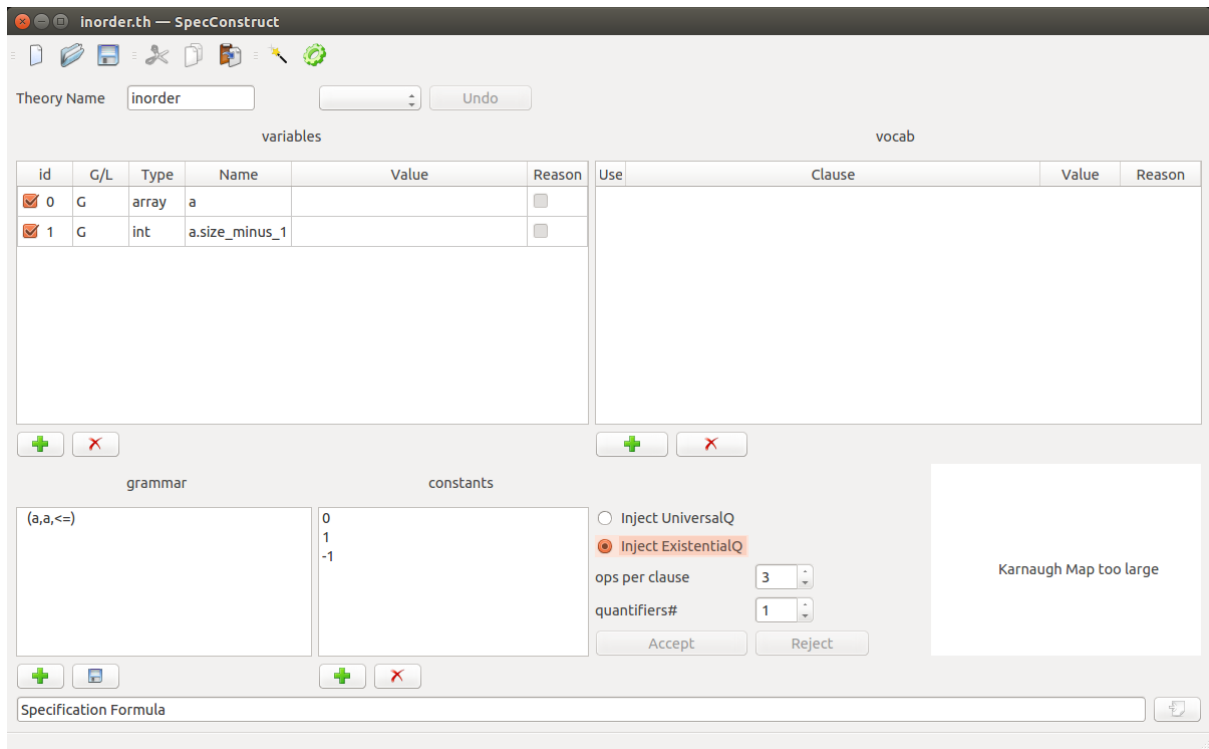 inorder.th — SpecConstruct
Theory Name inorder Undo
variables
id G/L Type Name Value Reason
0 G array a
1 G int a.size_minus_1
vocab
Use Clause Value Reason
grammar
(a,a,<=)
constants
0
1
-1
Inject UniversalQ
Inject ExistentialQ
ops per clause 3
quantifiers# 1
Accept Reject
Karnaugh Map too large
Specification Formula